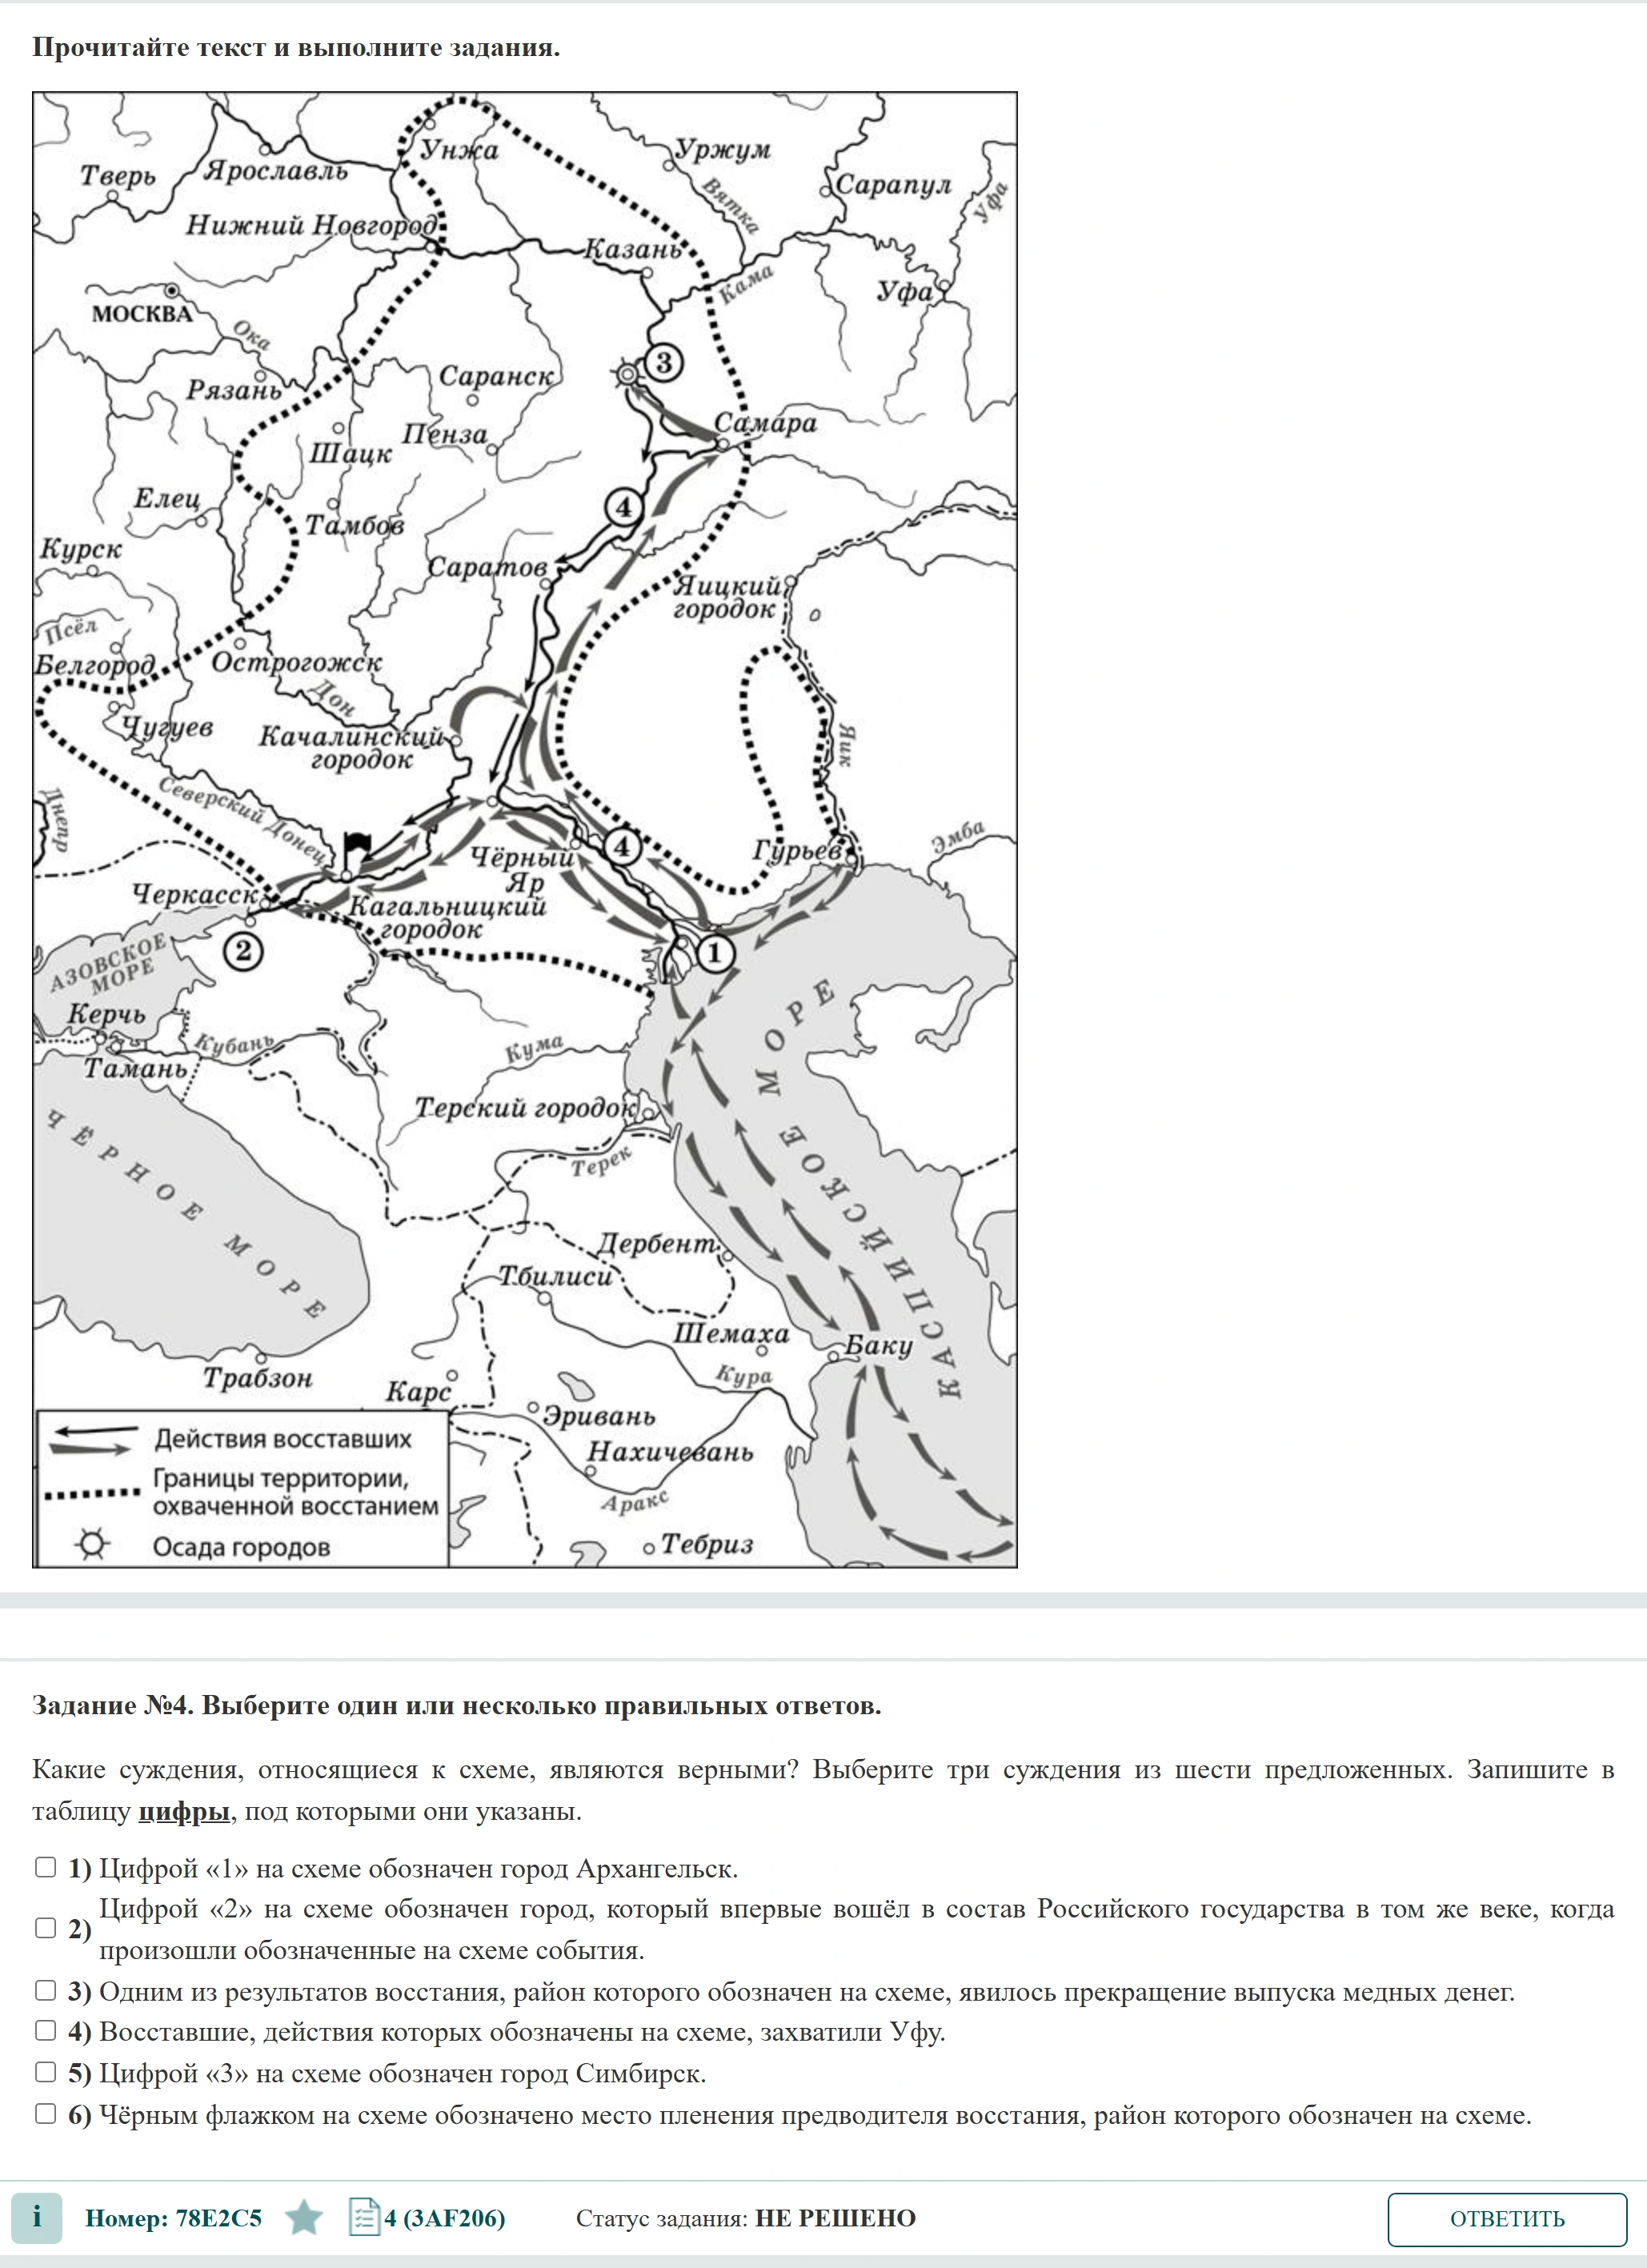 Прочитайте текст и выполните задания.
Унжа
Уржум
Тверь
Ярославль
Сарапул
Вятка
Уфа
Нижний Новгород
Казань
Кама
Уфа
МОСКВА
Ока
3
Рязань
Саранск
Самара
Пенза
Шацк
Елец
4
Тамбов
Курск
Саратов
Яицкий
городок
Псёл
Белгород
Острогожск
Дон
Чугуев
Качалинский
городок
Яик
Северский Донец
Днепр
Эмба
4
Гурьев
Чёрный
Яр
Черкасск
Кагальницкий
городок
2
1
АЗОВСКОЕ
МОРЕ
Керчь
Кубань
Кума
Тамань
Терский городок
Терек
ЧЁРНОЕ МОРЕ
КАСПИЙСКОЕ МОРЕ
Дербент
Тбилиси
Шемаха
Баку
Трабзон
Карс
Кура
Эривань
Нахичевань
Аракс
Тебриз
Действия восставших
Границы территории,
охваченной восстанием
Осада городов
Задание №4. Выберите один или несколько правильных ответов.
Какие суждения, относящиеся к схеме, являются верными? Выберите три суждения из шести предложенных. Запишите в
таблицу цифры, под которыми они указаны.
1) Цифрой «1» на схеме обозначен город Архангельск.
2) Цифрой «2» на схеме обозначен город, который впервые вошёл в состав Российского государства в том же веке, когда
произошли обозначенные на схеме события.
3) Одним из результатов восстания, район которого обозначен на схеме, явилось прекращение выпуска медных денег.
4) Восставшие, действия которых обозначены на схеме, захватили Уфу.
5) Цифрой «3» на схеме обозначен город Симбирск.
6) Чёрным флажком на схеме обозначено место пленения предводителя восстания, район которого обозначен на схеме.
i
Номер: 78E2C5
4 (3AF206)
Статус задания: НЕ РЕШЕНО
ОТВЕТИТЬ